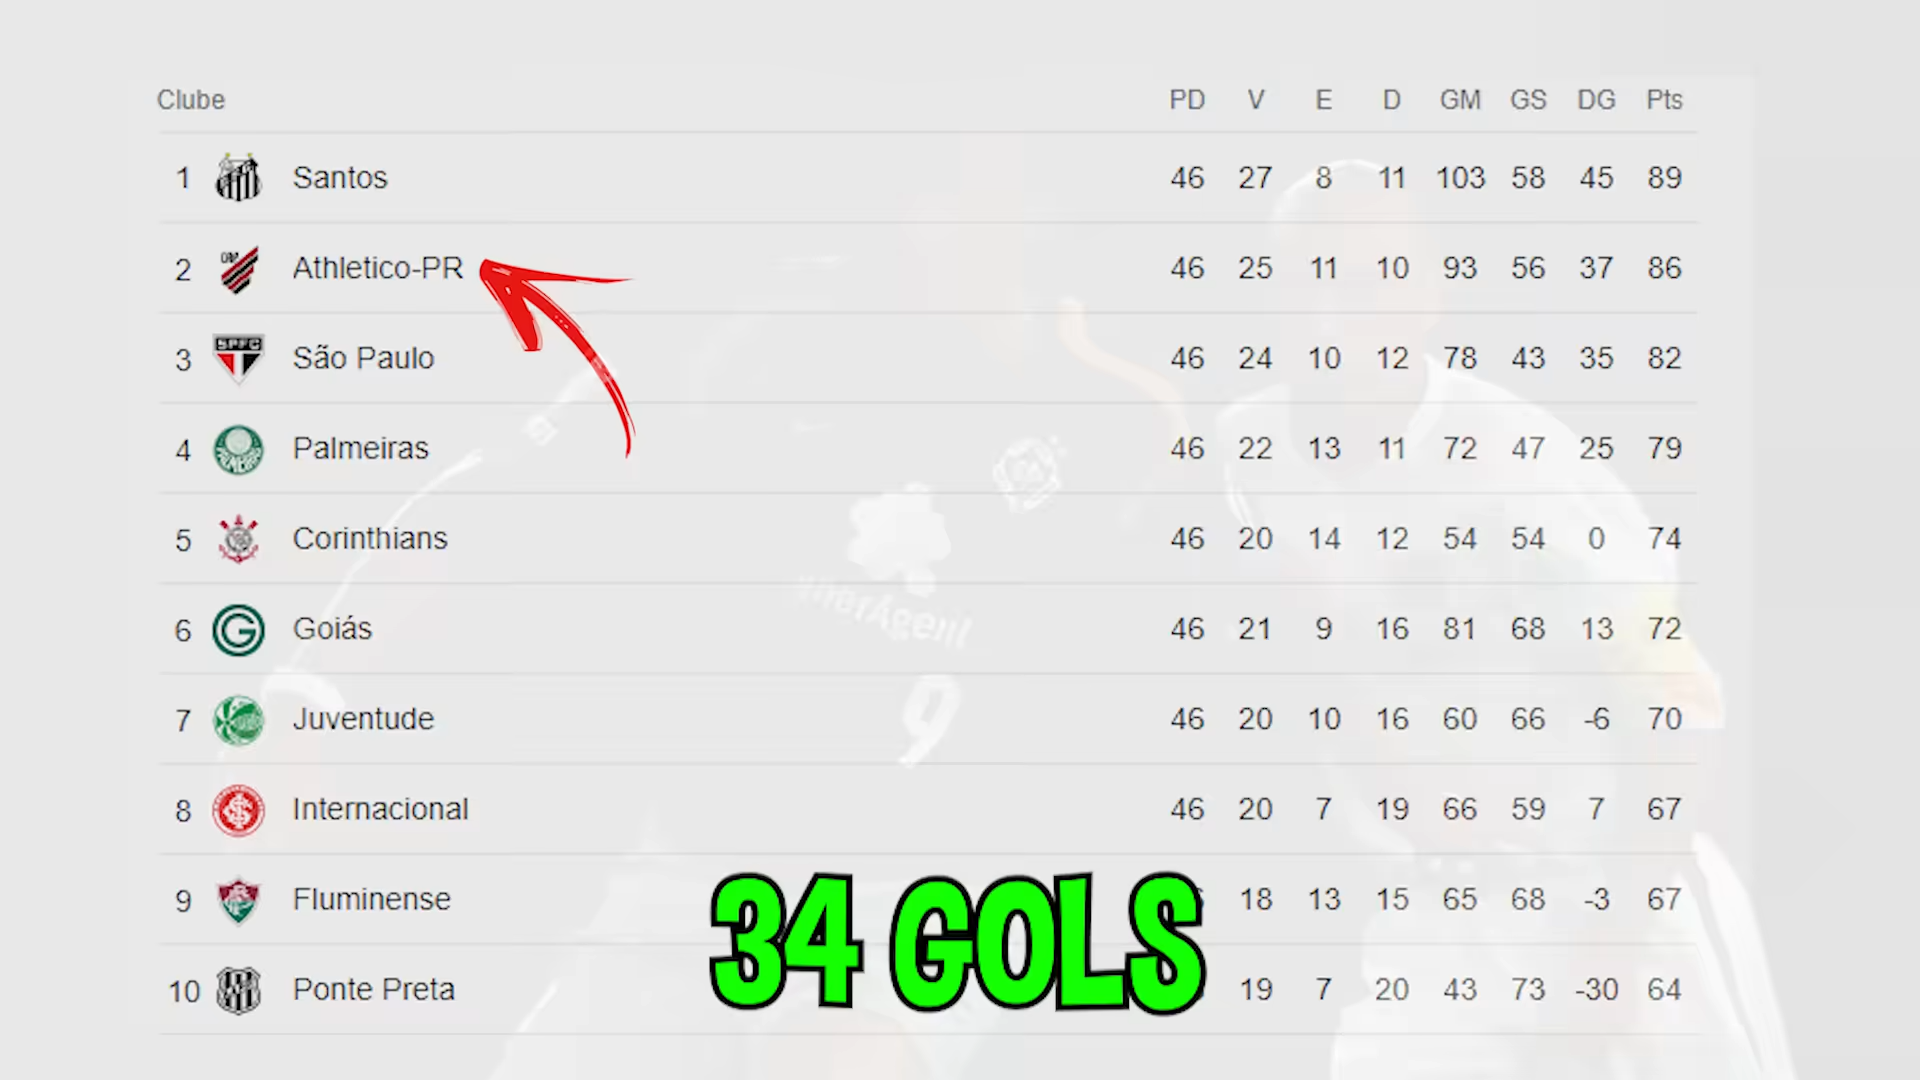 Clube PD V E D GM GS DG Pts
1 Santos 46 27 8 11 103 58 45 89
2 Athletico-PR 46 25 11 10 93 56 37 86
3 SPFC São Paulo 46 24 10 12 78 43 35 82
4 Palmeiras 46 22 13 11 72 47 25 79
5 Corinthians 46 20 14 12 54 54 0 74
6 Goiás 46 21 9 16 81 68 13 72
7 Juventude 46 20 10 16 60 66 -6 70
8 Internacional 46 20 7 19 66 59 7 67
9 Fluminense 18 13 15 65 68 -3 67
10 Ponte Preta 19 7 20 43 73 -30 64
34 GOLS
9